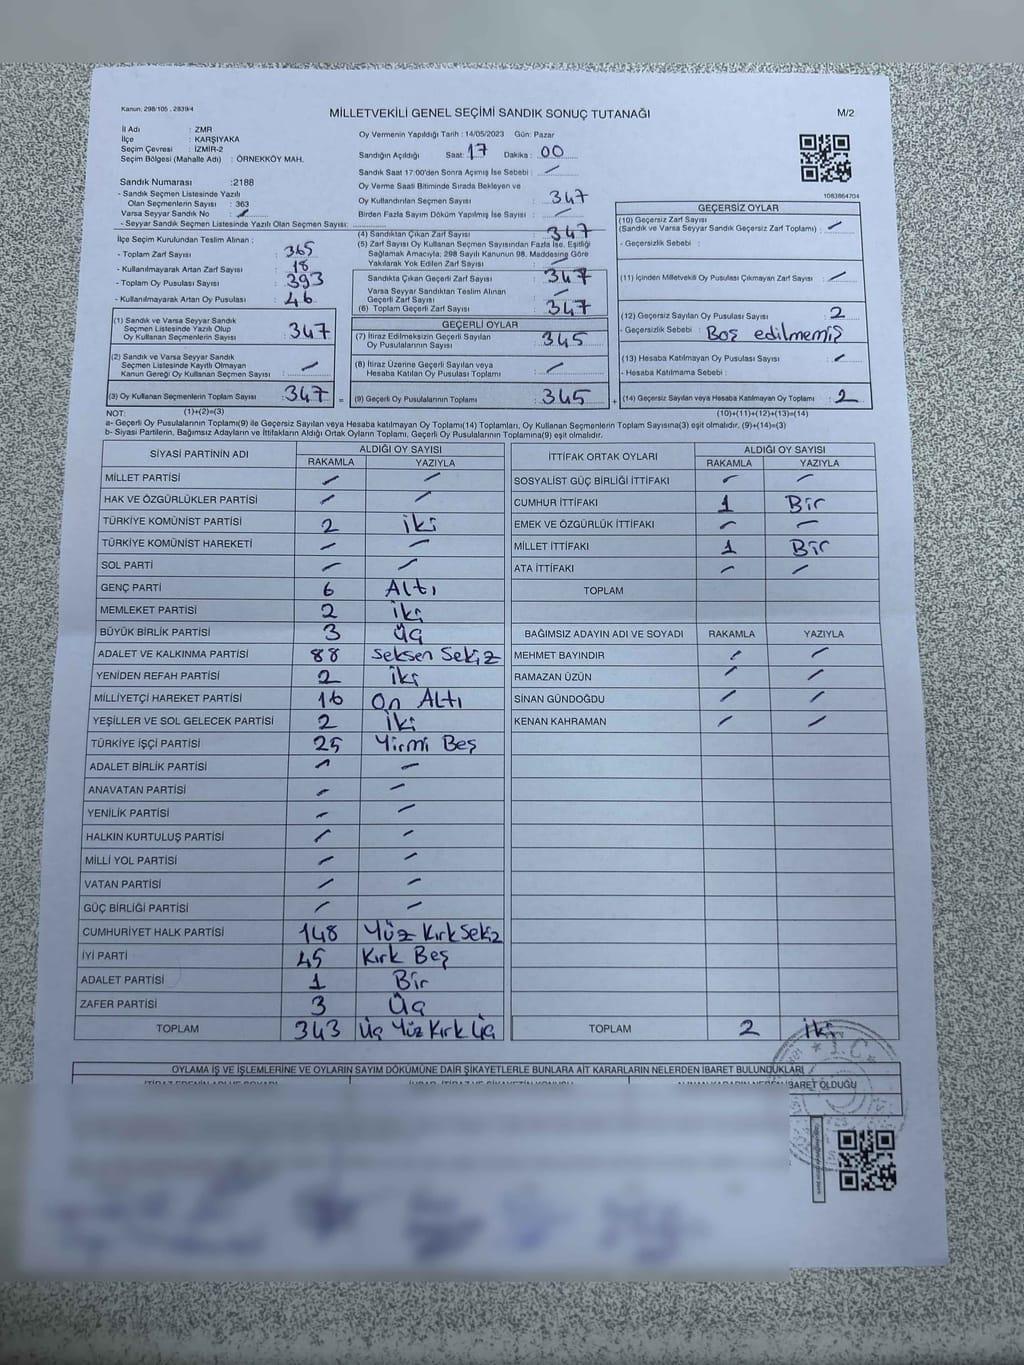 Kanun: 298/105 , 2839/4
MİLLETVEKİLİ GENEL SEÇİMİ SANDIK SONUÇ TUTANAĞI
M/2
İl Adı : ZMR
İlçe : KARŞIYAKA
Seçim Çevresi : İZMİR-2
Seçim Bölgesi (Mahalle Adı) : ÖRNEKKÖY MAH.
Oy Vermenin Yapıldığı Tarih : 14/05/2023 Gün: Pazar
Sandığın Açıldığı Saat: 17 Dakika : 00
Sandık Saat 17:00'den Sonra Açımış İse Sebebi : /
Oy Verme Saati Bitiminde Sırada Bekleyen ve
Oy Kullandırılan Seçmen Sayısı : 347
Birden Fazla Sayım Döküm Yapılmış İse Sayısı : /
Sandık Numarası :2188
- Sandık Seçmen Listesinde Yazılı
Olan Seçmenlerin Sayısı : 363
Varsa Seyyar Sandık No : /
- Seyyar Sandık Seçmen Listesinde Yazılı Olan Seçmen Sayısı:
İlçe Seçim Kurulundan Teslim Alınan :
- Toplam Zarf Sayısı : 365
- Kullanılmayarak Artan Zarf Sayısı : 18
- Toplam Oy Pusulası Sayısı : 393
- Kullanılmayarak Artan Oy Pusulası : 46
(1) Sandık ve Varsa Seyyar Sandık
Seçmen Listesinde Yazılı Olup
Oy Kullanan Seçmenlerin Sayısı : 347
(2) Sandık ve Varsa Seyyar Sandık
Seçmen Listesinde Kayıtlı Olmayan
Kanun Gereği Oy Kullanan Seçmen Sayısı : /
(3) Oy Kullanan Seçmenlerin Toplam Sayısı : 347 =
(4) Sandıktan Çıkan Zarf Sayısı : 347
(5) Zarf Sayısı Oy Kullanan Seçmen Sayısından Fazla İse, Eşitliği
Sağlamak Amacıyla; 298 Sayılı Kanunun 98. Maddesine Göre
Yakılarak Yok Edilen Zarf Sayısı : /
Sandıkta Çıkan Geçerli Zarf Sayısı : 347
Varsa Seyyar Sandıktan Teslim Alınan
Geçerli Zarf Sayısı : /
(6) Toplam Geçerli Zarf Sayısı : 347
GEÇERLİ OYLAR
(7) İtiraz Edilmeksizin Geçerli Sayılan
Oy Pusulalarının Sayısı : 345
(8) İtiraz Üzerine Geçerli Sayılan veya
Hesaba Katılan Oy Pusulası Toplamı : /
(9) Geçerli Oy Pusulalarının Toplamı : 345 +
1083864704
GEÇERSİZ OYLAR
(10) Geçersiz Zarf Sayısı
(Sandık ve Varsa Seyyar Sandık Geçersiz Zarf Toplamı) : /
- Geçersizlik Sebebi :
(11) İçinden Milletvekili Oy Pusulası Çıkmayan Zarf Sayısı : /
(12) Geçersiz Sayılan Oy Pusulası Sayısı : 2
- Geçersizlik Sebebi : Boş edilmemiş
(13) Hesaba Katılmayan Oy Pusulası Sayısı : /
- Hesaba Katılmama Sebebi :
(14) Geçersiz Sayılan veya Hesaba Katılmayan Oy Toplamı : 2
NOT: (1)+(2)=(3) (10)+(11)+(12)+(13)=(14)
a- Geçerli Oy Pusulalarının Toplamı(9) ile Geçersiz Sayılan veya Hesaba Katılmayan Oy Toplamı(14) Toplamları, Oy Kullanan Seçmenlerin Toplam Sayısına(3) eşit olmalıdır. (9)+(14)=(3)
b- Siyasi Partilerin, Bağımsız Adayların ve İttifakların Aldığı Ortak Oyların Toplamı, Geçerli Oy Pusulalarının Toplamına(9) eşit olmalıdır.
SİYASİ PARTİNİN ADI ALDIĞI OY SAYISI
RAKAMLA YAZIYLA
MİLLET PARTİSİ / /
HAK VE ÖZGÜRLÜKLER PARTİSİ / /
TÜRKİYE KOMÜNİST PARTİSİ 2 iki
TÜRKİYE KOMÜNİST HAREKETİ / /
SOL PARTİ / /
GENÇ PARTİ 6 Altı
MEMLEKET PARTİSİ 2 iki
BÜYÜK BİRLİK PARTİSİ 3 Üç
ADALET VE KALKINMA PARTİSİ 88 Seksen Sekiz
YENİDEN REFAH PARTİSİ 2 iki
MİLLİYETÇİ HAREKET PARTİSİ 16 On Altı
YEŞİLLER VE SOL GELECEK PARTİSİ 2 iki
TÜRKİYE İŞÇİ PARTİSİ 25 Yirmi Beş
ADALET BİRLİK PARTİSİ / /
ANAVATAN PARTİSİ / /
YENİLİK PARTİSİ / /
HALKIN KURTULUŞ PARTİSİ / /
MİLLİ YOL PARTİSİ / /
VATAN PARTİSİ / /
GÜÇ BİRLİĞİ PARTİSİ / /
CUMHURİYET HALK PARTİSİ 148 Yüz Kırk Sekiz
İYİ PARTİ 45 Kırk Beş
ADALET PARTİSİ 1 Bir
ZAFER PARTİSİ 3 Üç
TOPLAM 343 Üç Yüz Kırk Üç
İTTİFAK ORTAK OYLARI ALDIĞI OY SAYISI
RAKAMLA YAZIYLA
SOSYALİST GÜÇ BİRLİĞİ İTTİFAKI / /
CUMHUR İTTİFAKI 1 Bir
EMEK VE ÖZGÜRLÜK İTTİFAKI / /
MİLLET İTTİFAKI 1 Bir
ATA İTTİFAKI / /
TOPLAM
BAĞIMSIZ ADAYIN ADI VE SOYADI RAKAMLA YAZIYLA
MEHMET BAYINDIR / /
RAMAZAN ÜZÜN / /
SİNAN GÜNDOĞDU / /
KENAN KAHRAMAN / /
TOPLAM 2 iki
T.C.
OYLAMA İŞ VE İŞLEMLERİNE VE OYLARIN SAYIM DÖKÜMÜNE DAİR ŞİKAYETLERLE BUNLARA AİT KARARLARIN NELERDEN İBARET BULUNDUKLARI
İBARET OLDUĞU